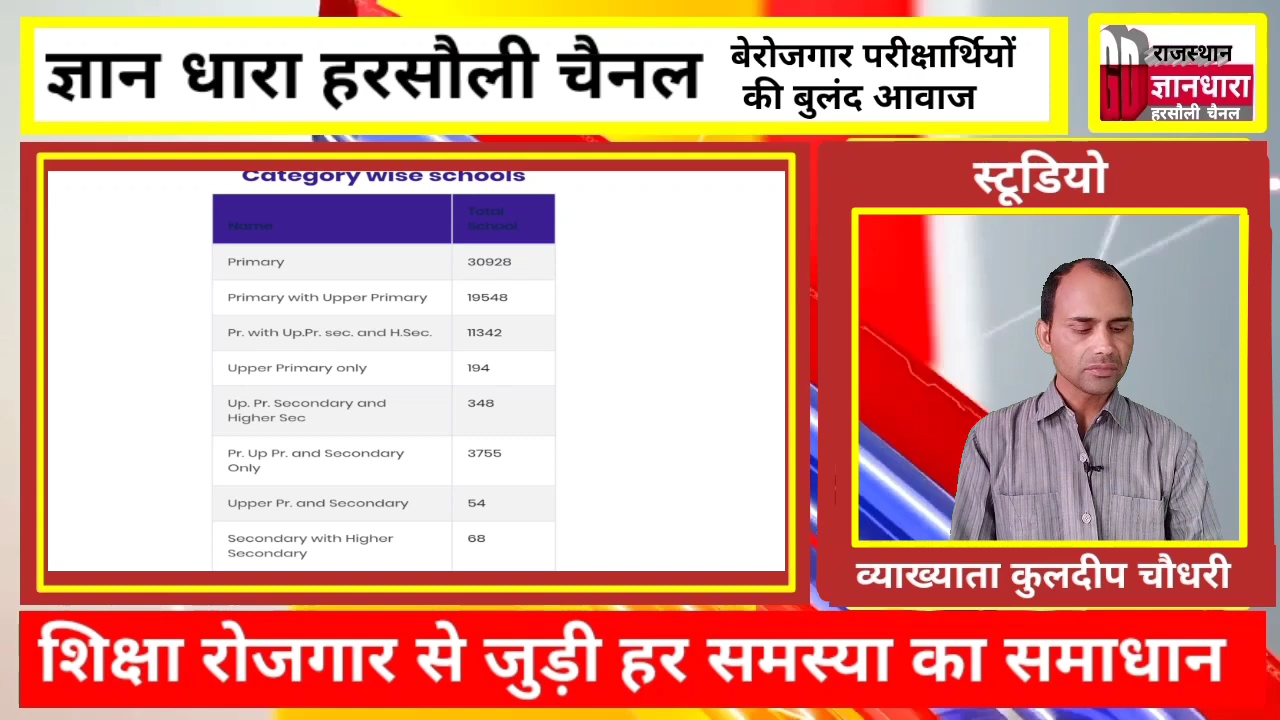 ज्ञान धारा हरसौली चैनल
बेरोजगार परीक्षार्थियों
की बुलंद आवाज
GD
राजस्थान
ज्ञानधारा
हरसौली चैनल
Category wise schools
Name
Total
School
Primary 30928
Primary with Upper Primary 19548
Pr. with Up.Pr. sec. and H.Sec. 11342
Upper Primary only 194
Up. Pr. Secondary and 348
Higher Sec
Pr. Up Pr. and Secondary 3755
Only
Upper Pr. and Secondary 54
Secondary with Higher 68
Secondary
स्टूडियो
व्याख्याता कुलदीप चौधरी
शिक्षा रोजगार से जुड़ी हर समस्या का समाधान